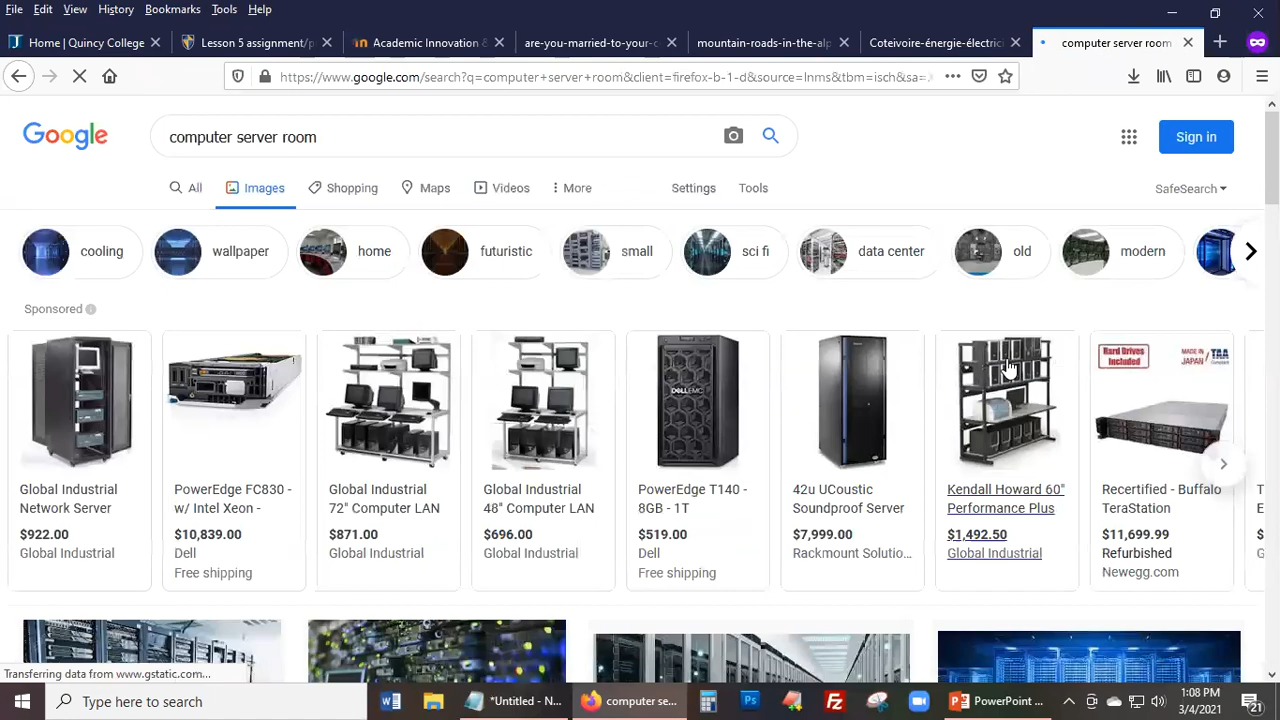 File Edit View History Bookmarks Tools Help
Home | Quincy College
Lesson 5 assignment/p
Academic Innovation &
are-you-married-to-your-c
mountain-roads-in-the-alp
Coteivoire-énergie-électric
computer server room
https://www.google.com/search?q=computer+server+room&client=firefox-b-1-d&source=lnms&tbm=isch&sa=
Google
computer server room
Sign in
All Images Shopping Maps Videos More Settings Tools SafeSearch
cooling wallpaper home futuristic small sci fi data center old modern
Sponsored
DELLEMC
Hard Drives
Included
MADE IN
JAPAN
TAA
Global Industrial
Network Server
$922.00
Global Industrial
PowerEdge FC830 -
w/ Intel Xeon -
$10,839.00
Dell
Free shipping
Global Industrial
72" Computer LAN
$871.00
Global Industrial
Global Industrial
48" Computer LAN
$696.00
Global Industrial
PowerEdge T140 -
8GB - 1T
$519.00
Dell
Free shipping
42u UCoustic
Soundproof Server
$7,999.00
Rackmount Solutio...
Kendall Howard 60"
Performance Plus
$1,492.50
Global Industrial
Recertified - Buffalo
TeraStation
$11,699.99
Refurbished
Newegg.com
Transferring data from www.gstatic.com...
Type here to search
*Untitled - N...
computer se...
PowerPoint ...
1:08 PM
3/4/2021
21